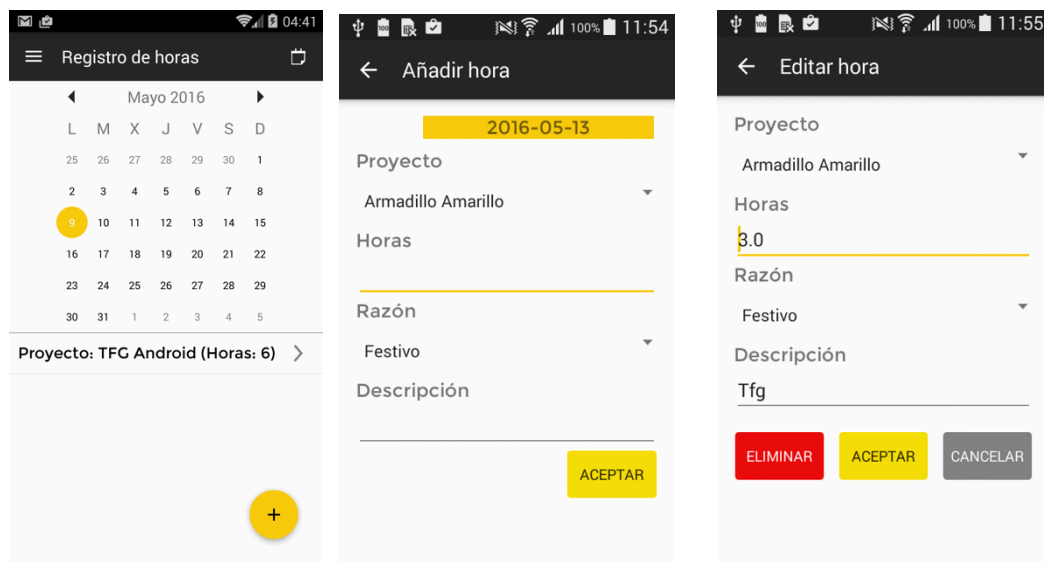 04:41
Registro de horas
Mayo 2016
L M X J V S D
25 26 27 28 29 30 1
2 3 4 5 6 7 8
9 10 11 12 13 14 15
16 17 18 19 20 21 22
23 24 25 26 27 28 29
30 31 1 2 3 4 5
Proyecto: TFG Android (Horas: 6)
+
100 100% 11:54
Añadir hora
2016-05-13
Proyecto
Armadillo Amarillo
Horas
Razón
Festivo
Descripción
ACEPTAR
100 100% 11:55
Editar hora
Proyecto
Armadillo Amarillo
Horas
3.0
Razón
Festivo
Descripción
Tfg
ELIMINAR ACEPTAR CANCELAR